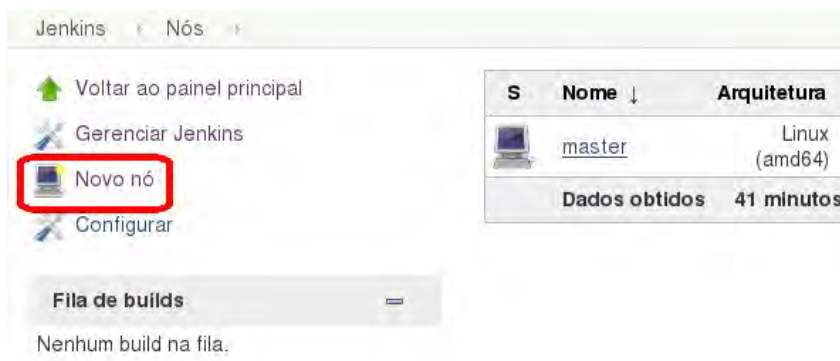 Jenkins Nós
Voltar ao painel principal
Gerenciar Jenkins
Novo nó
Configurar
Fila de builds
Nenhum build na fila.
S Nome ↓ Arquitetura
master Linux (amd64)
Dados obtidos 41 minutos